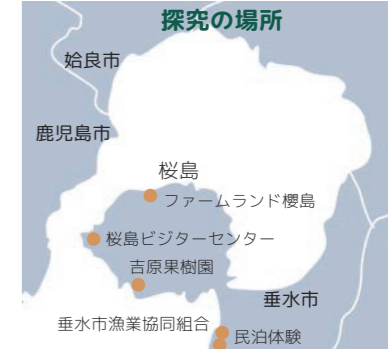 探究の場所
姶良市
鹿児島市
桜島
ファームランド櫻島
桜島ビジターセンター
吉原果樹園
垂水市
垂水市漁業協同組合
民泊体験